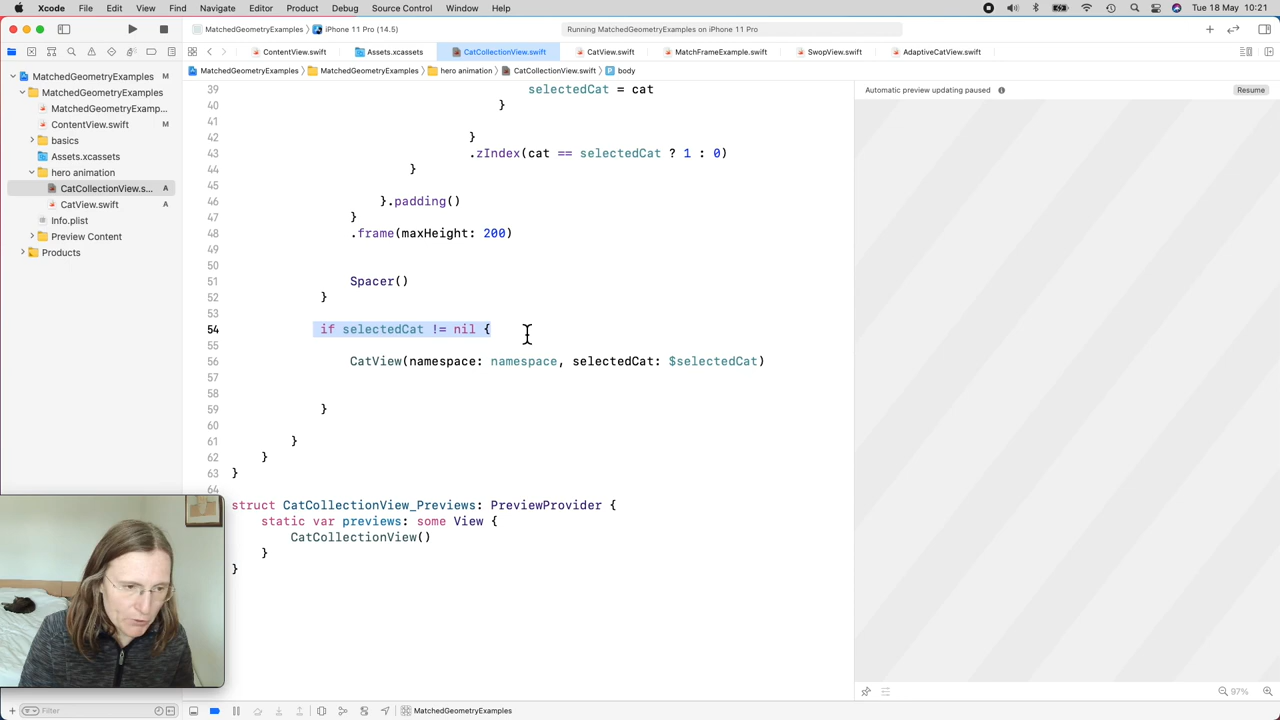 Xcode File Edit View Find Navigate Editor Product Debug Source Control Window Help Tue 18 May 10:21
MatchedGeometryExamples iPhone 11 Pro (14.5) Running MatchedGeometryExamples on iPhone 11 Pro
ContentView.swift Assets.xcassets CatCollectionView.swift CatView.swift MatchFrameExample.swift SwopView.swift AdaptiveCatView.swift
MatchedGeometryExamples MatchedGeometryExamples hero animation CatCollectionView.swift body
MatchedGeometryExamples M
MatchedGeometryExamples
MatchedGeometryExamp...
ContentView.swift M
basics
Assets.xcassets
hero animation
CatCollectionView.s... A
CatView.swift A
Info.plist
Preview Content
Products
39 selectedCat = cat
40 }
41
42 }
43 .zIndex(cat == selectedCat ? 1 : 0)
44 }
45
46 }.padding()
47 }
48 .frame(maxHeight: 200)
49
50
51 Spacer()
52 }
53
54 if selectedCat != nil {
55
56 CatView(namespace: namespace, selectedCat: $selectedCat)
57
58
59 }
60
61 }
62 }
63 }
64
struct CatCollectionView_Previews: PreviewProvider {
static var previews: some View {
CatCollectionView()
}
}
Automatic preview updating paused Resume
97%
Filter MatchedGeometryExamples